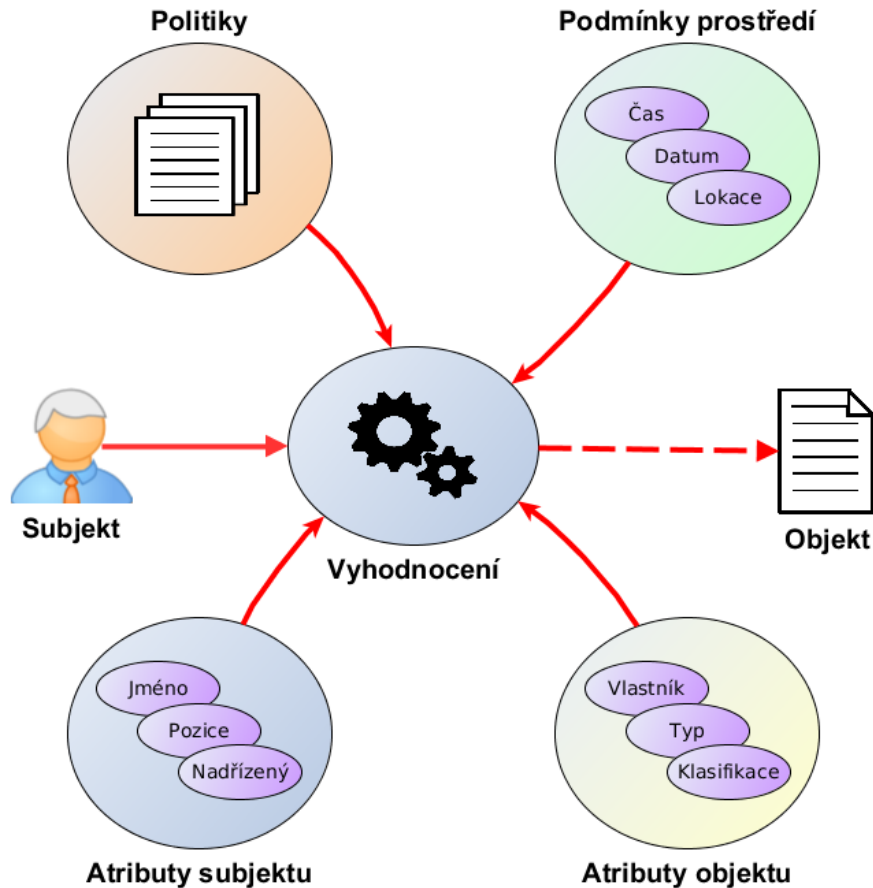 Politiky
Podmínky prostředí
Čas
Datum
Lokace
Subjekt
Vyhodnocení
Objekt
Jméno
Pozice
Nadřízený
Vlastník
Typ
Klasifikace
Atributy subjektu
Atributy objektu